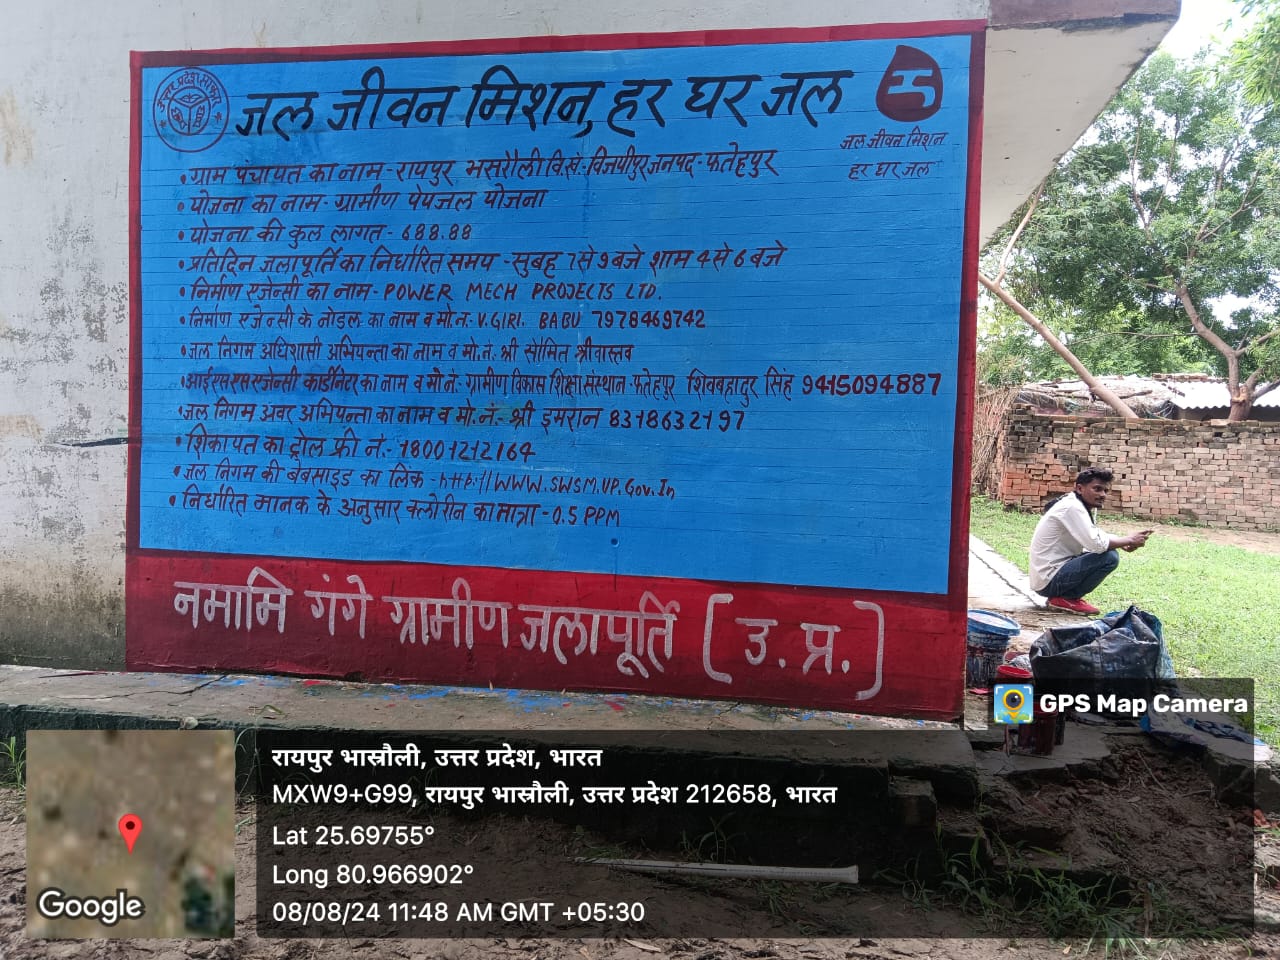 उत्तर प्रदेश सरकार
जल जीवन मिशन, हर घर जल
जल जीवन मिशन
हर घर जल
• ग्राम पंचायत का नाम - रायपुर भसरौली वि.ख.- विजयीपुर जनपद - फतेहपुर
• योजना का नाम - ग्रामीण पेयजल योजना
• योजना की कुल लागत - 688.88
• प्रतिदिन जलापूर्ति का निर्धारित समय - सुबह 7 से 9 बजे शाम 4 से 6 बजे
• निर्माण एजेन्सी का नाम - POWER MECH PROJECTS LTD.
• निर्माण एजेन्सी के नोडल का नाम व मो.नं:- V.GIRI. BABU 7978469742
• जल निगम अधिशासी अभियन्ता का नाम व मो.नं.- श्री सौमित श्रीवास्तव
• आईएसएस एजेन्सी कार्डिनेटर का नाम व मो.नं:- ग्रामीण विकास शिक्षा संस्थान - फतेहपुर शिवबहादुर सिंह 9415094887
• जल निगम अवर अभियन्ता का नाम व मो.नं:- श्री इमरान 8318632197
• शिकायत का ट्रोल फ्री नं.- 18001212164
• जल निगम की बेबसाइड का लिंक - http://WWW.SWSM.UP.Gov.In
• निर्धारित मानक के अनुसार क्लोरीन का मात्रा - 0.5 PPM
नमामि गंगे ग्रामीण जलापूर्ति (उ. प्र.)
GPS Map Camera
रायपुर भास्रौली, उत्तर प्रदेश, भारत
MXW9+G99, रायपुर भास्रौली, उत्तर प्रदेश 212658, भारत
Lat 25.69755°
Long 80.966902°
08/08/24 11:48 AM GMT +05:30
Google